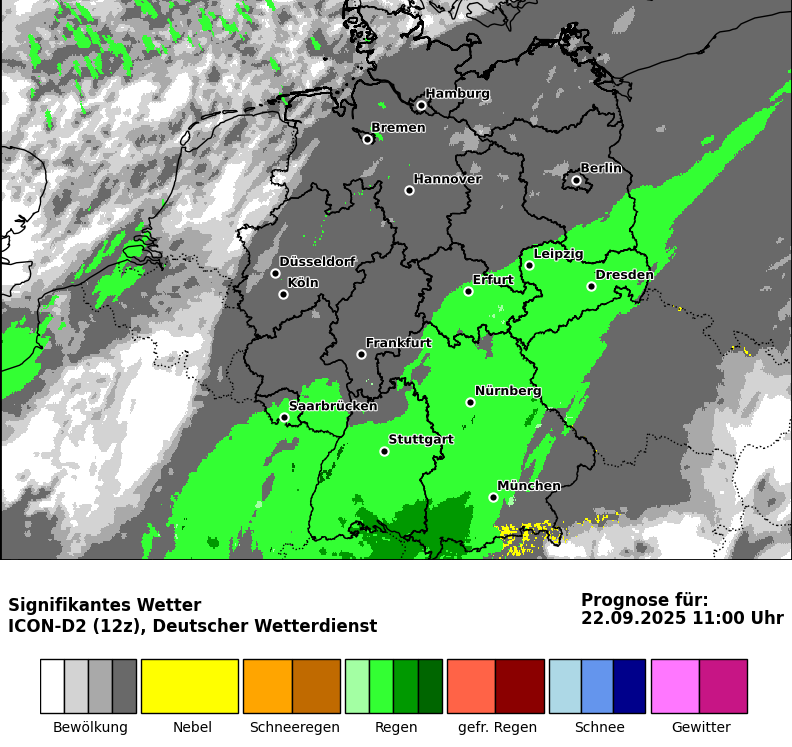 Hamburg
Bremen
Berlin
Hannover
Leipzig
Düsseldorf
Dresden
Köln
Erfurt
Frankfurt
Nürnberg
Saarbrücken
Stuttgart
München
Signifikantes Wetter
ICON-D2 (12z), Deutscher Wetterdienst
Prognose für:
22.09.2025 11:00 Uhr
Bewölkung Nebel Schneeregen Regen gefr. Regen Schnee Gewitter